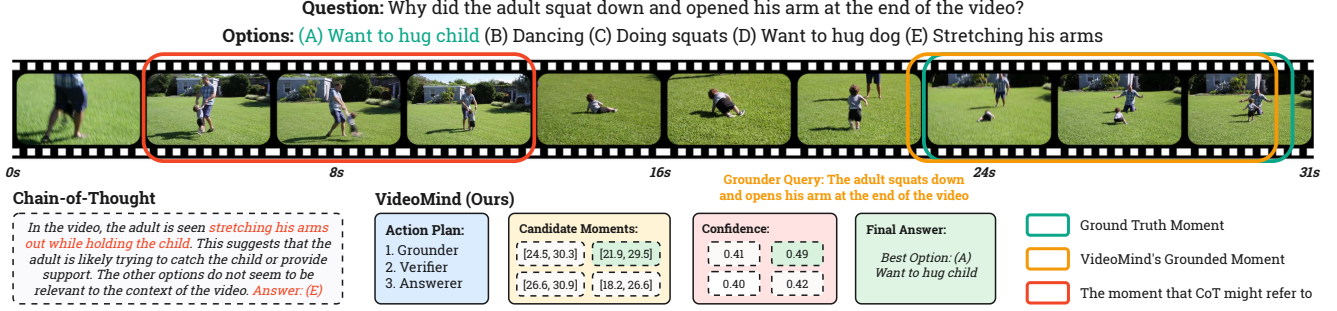 Question: Why did the adult squat down and opened his arm at the end of the video?
Options: (A) Want to hug child (B) Dancing (C) Doing squats (D) Want to hug dog (E) Stretching his arms
0s
8s
16s
24s
31s
Grounder Query: The adult squats down
and opens his arm at the end of the video
Chain-of-Thought
In the video, the adult is seen stretching his arms
out while holding the child. This suggests that the
adult is likely trying to catch the child or provide
support. The other options do not seem to be
relevant to the context of the video. Answer: (E)
VideoMind (Ours)
Action Plan:
1. Grounder
2. Verifier
3. Answerer
Candidate Moments:
[24.5, 30.3] [21.9, 29.5]
[26.6, 30.9] [18.2, 26.6]
Confidence:
0.41 0.49
0.40 0.42
Final Answer:
Best Option: (A)
Want to hug child
Ground Truth Moment
VideoMind's Grounded Moment
The moment that CoT might refer to